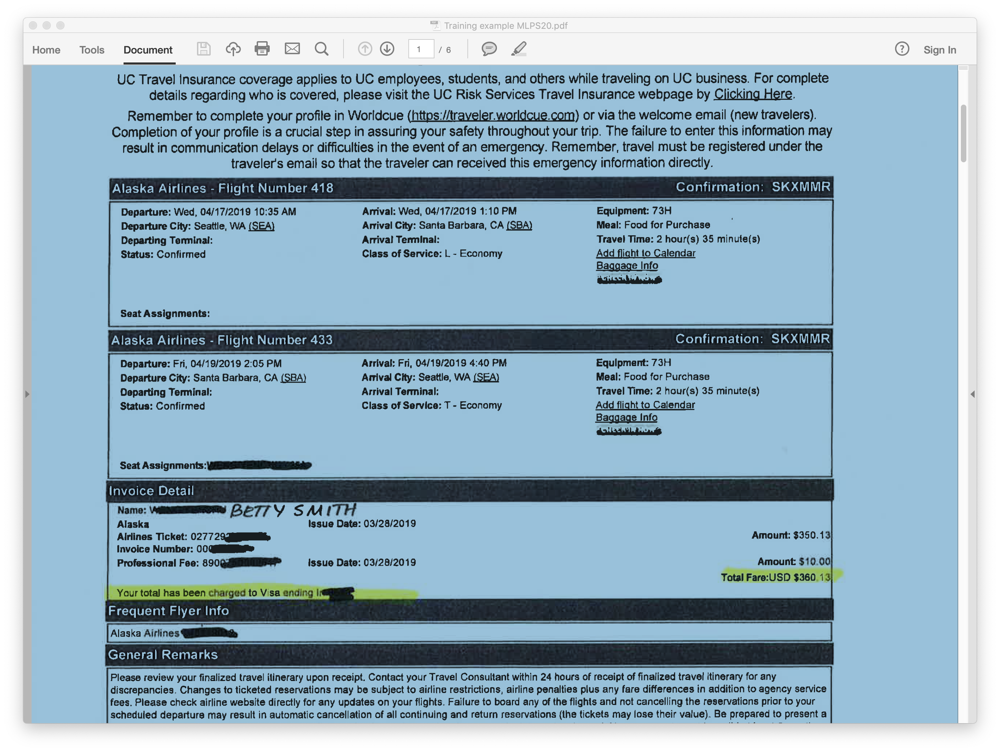 Training example MLPS20.pdf
Home Tools Document 1 / 6 Sign In
UC Travel Insurance coverage applies to UC employees, students, and others while traveling on UC business. For complete
details regarding who is covered, please visit the UC Risk Services Travel Insurance webpage by Clicking Here.
Remember to complete your profile in Worldcue (https://traveler.worldcue.com) or via the welcome email (new travelers).
Completion of your profile is a crucial step in assuring your safety throughout your trip. The failure to enter this information may
result in communication delays or difficulties in the event of an emergency. Remember, travel must be registered under the
traveler's email so that the traveler can received this emergency information directly.
Alaska Airlines - Flight Number 418 Confirmation: SKXMMR
Departure: Wed, 04/17/2019 10:35 AM Arrival: Wed, 04/17/2019 1:10 PM Equipment: 73H
Departure City: Seattle, WA (SEA) Arrival City: Santa Barbara, CA (SBA) Meal: Food for Purchase
Departing Terminal: Arrival Terminal: Travel Time: 2 hour(s) 35 minute(s)
Status: Confirmed Class of Service: L - Economy Add flight to Calendar
Baggage Info
Seat Assignments:
Alaska Airlines - Flight Number 433 Confirmation: SKXMMR
Departure: Fri, 04/19/2019 2:05 PM Arrival: Fri, 04/19/2019 4:40 PM Equipment: 73H
Departure City: Santa Barbara, CA (SBA) Arrival City: Seattle, WA (SEA) Meal: Food for Purchase
Departing Terminal: Arrival Terminal: Travel Time: 2 hour(s) 35 minute(s)
Status: Confirmed Class of Service: T - Economy Add flight to Calendar
Baggage Info
Seat Assignments:
Invoice Detail
Name: BETTY SMITH
Alaska Issue Date: 03/28/2019
Airlines Ticket: 027729 Amount: $350.13
Invoice Number: 00
Professional Fee: 890 Issue Date: 03/28/2019 Amount: $10.00
Total Fare:USD $360.13
Your total has been charged to Visa ending
Frequent Flyer Info
Alaska Airlines
General Remarks
Please review your finalized travel itinerary upon receipt. Contact your Travel Consultant within 24 hours of receipt of finalized travel itinerary for any
discrepancies. Changes to ticketed reservations may be subject to airline restrictions, airline penalties plus any fare differences in addition to agency service
fees. Please check airline website directly for any updates on your flights. Failure to board any of the flights and not cancelling the reservations prior to your
scheduled departure may result in automatic cancellation of all continuing and return reservations (the tickets may lose their value). Be prepared to present a